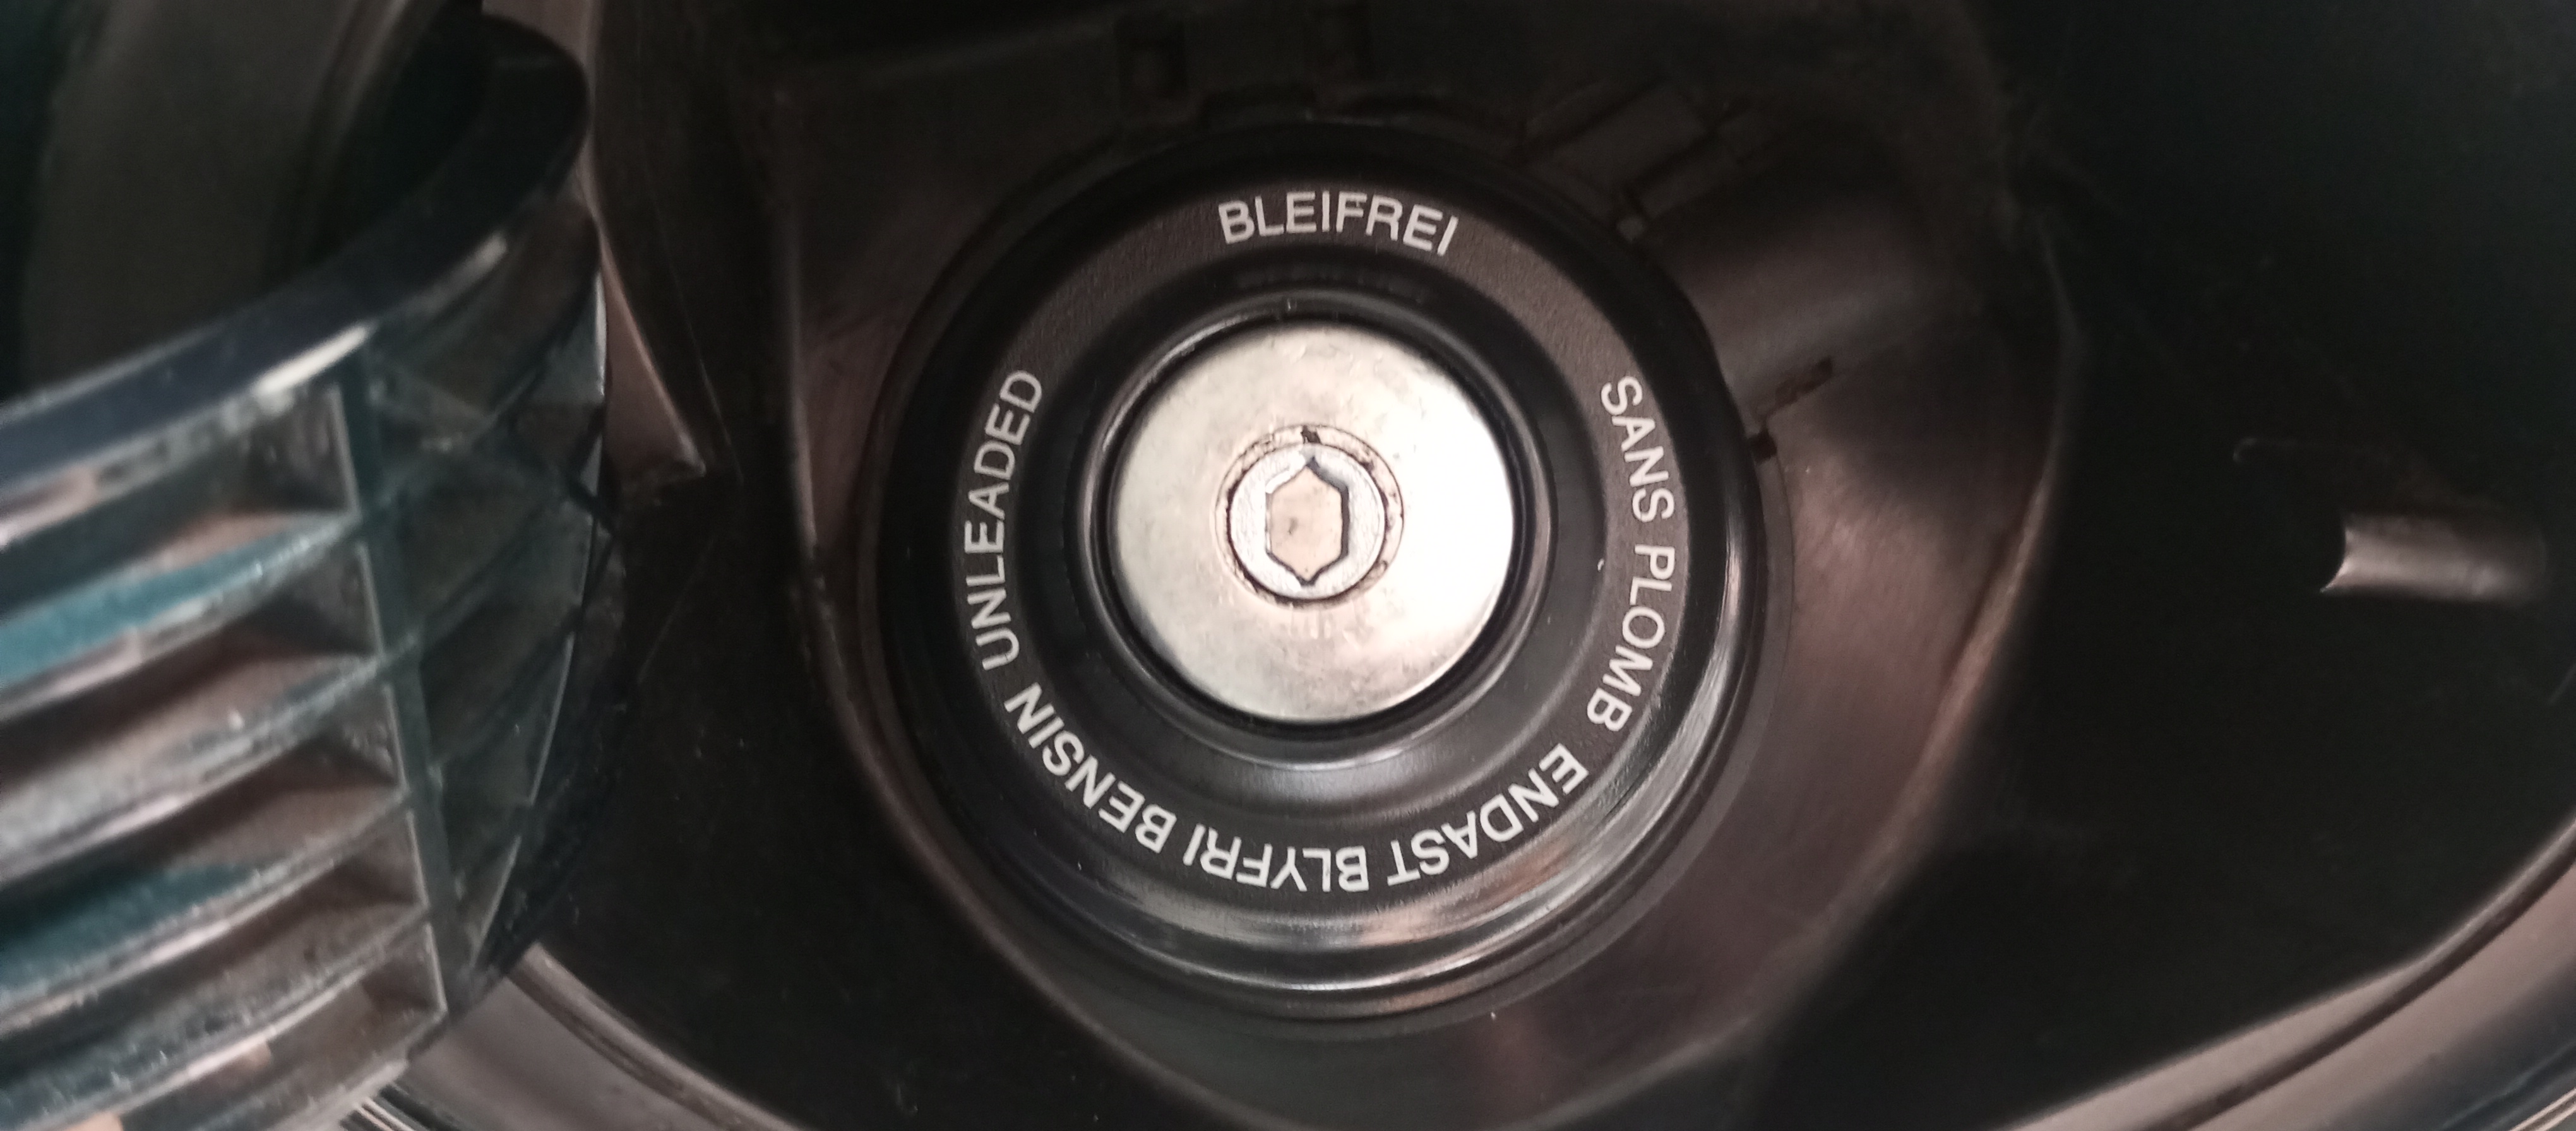 BLEIFREI
SANS PLOMB
ENDAST BLYFRI BENSIN
UNLEADED